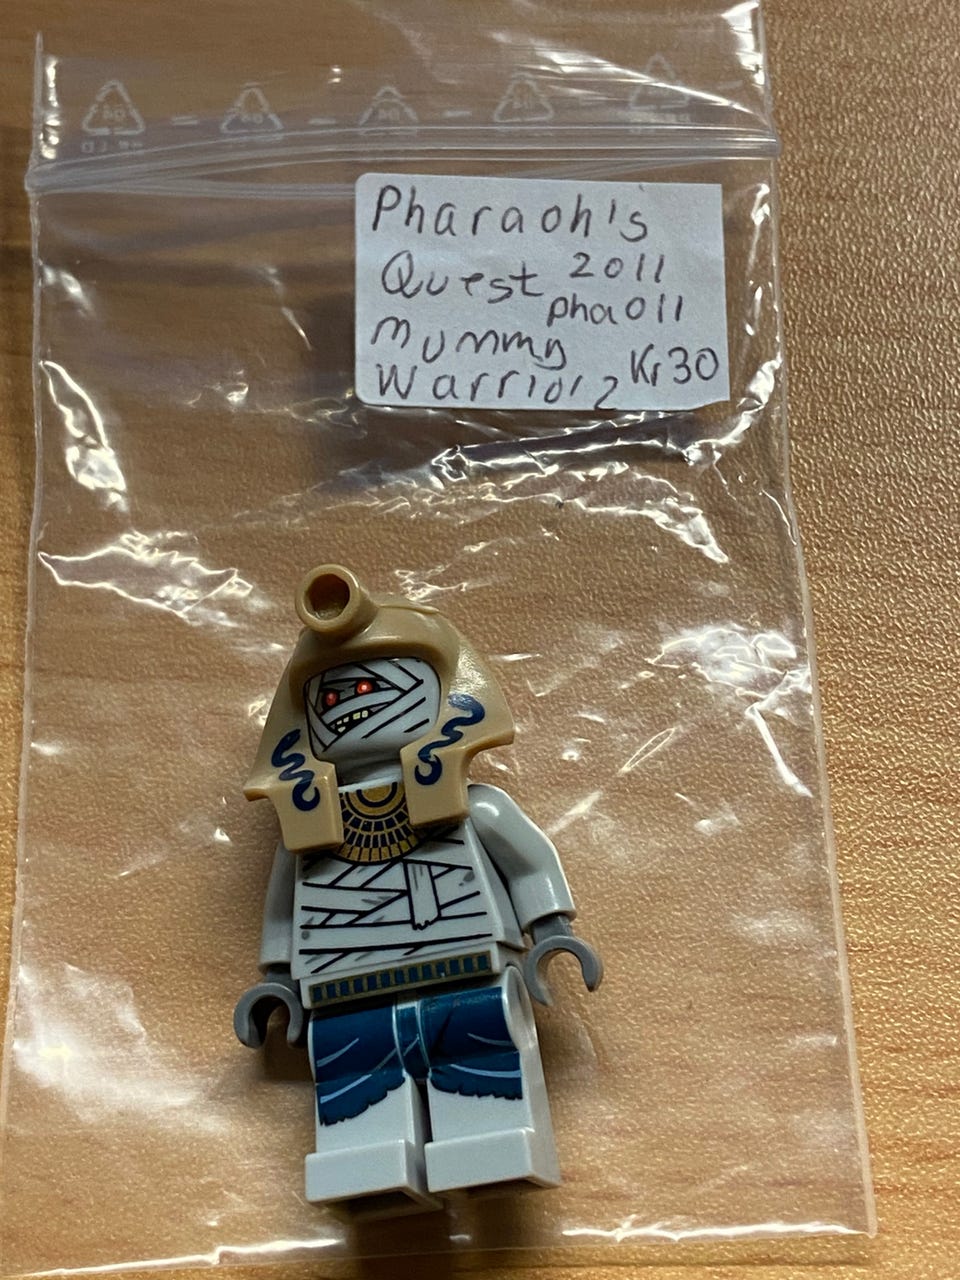 Pharaoh's
Quest 2011
pha011
Mummy
Warrior 2 Kr30